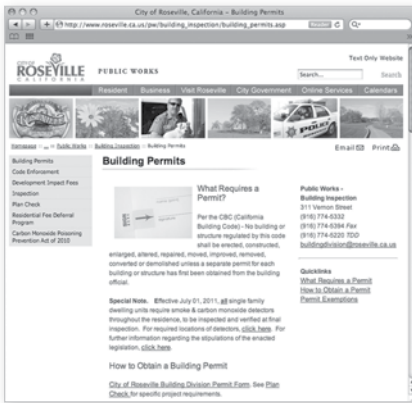 City of Roseville, California – Building Permits
http://www.roseville.ca.us/pw/building_inspection/building_permits.asp
Reader
Text Only Website
CITY OF
ROSEVILLE
CALIFORNIA
PUBLIC WORKS
Search...
Search
Resident Business Visit Roseville City Government Online Services Calendars
POLICE
Homepage :: ... :: Public Works :: Building Inspection :: Building Permits
Email Print
Building Permits
Code Enforcement
Development Impact Fees
Inspection
Plan Check
Residential Fee Deferral
Program
Carbon Monoxide Poisoning
Prevention Act of 2010
Building Permits
What Requires a
Permit?
Per the CBC (California
Building Code) - No building or
structure regulated by this code
shall be erected, constructed,
enlarged, altered, repaired, moved, improved, removed,
converted or demolished unless a separate permit for each
building or structure has first been obtained from the building
official.
Special Note. Effective July 01, 2011, all single family
dwelling units require smoke & carbon monoxide detectors
throughout the residence, to be inspected and verified at final
inspection. For required locations of detectors, click here. For
further information regarding the stipulations of the enacted
legislation, click here.
How to Obtain a Building Permit
City of Roseville Building Division Permit Form. See Plan
Check for specific project requirements.
Public Works -
Building Inspection
311 Vernon Street
(916) 774-5332
(916) 774-5394 Fax
(916) 774-5220 TDD
buildingdivision@roseville.ca.us
Quicklinks
What Requires a Permit
How to Obtain a Permit
Permit Exemptions